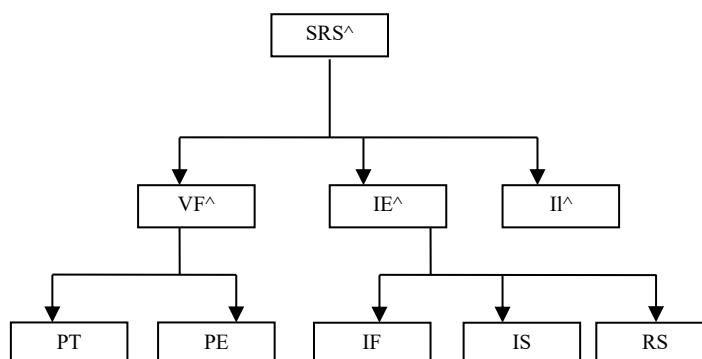 SRS^
VF^ IE^ Il^
PT PE IF IS RS